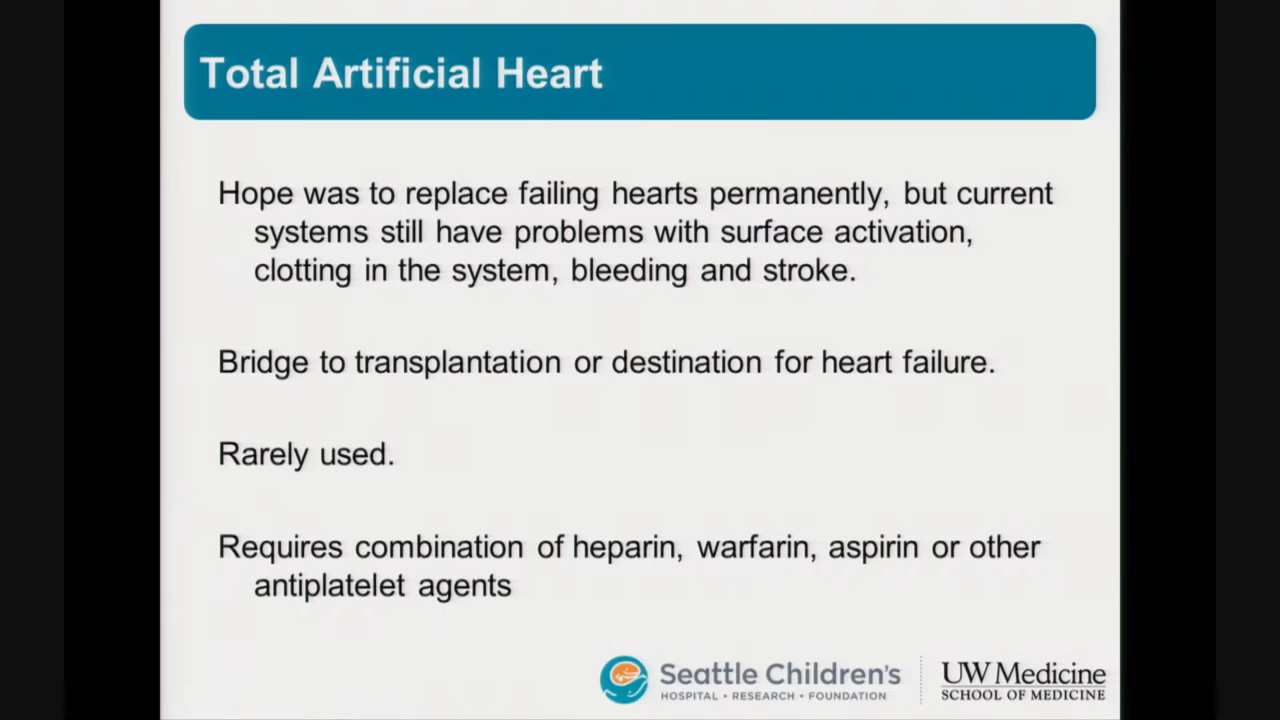 Total Artificial Heart
Hope was to replace failing hearts permanently, but current
systems still have problems with surface activation,
clotting in the system, bleeding and stroke.
Bridge to transplantation or destination for heart failure.
Rarely used.
Requires combination of heparin, warfarin, aspirin or other
antiplatelet agents
Seattle Children's
HOSPITAL • RESEARCH • FOUNDATION
UW Medicine
SCHOOL OF MEDICINE